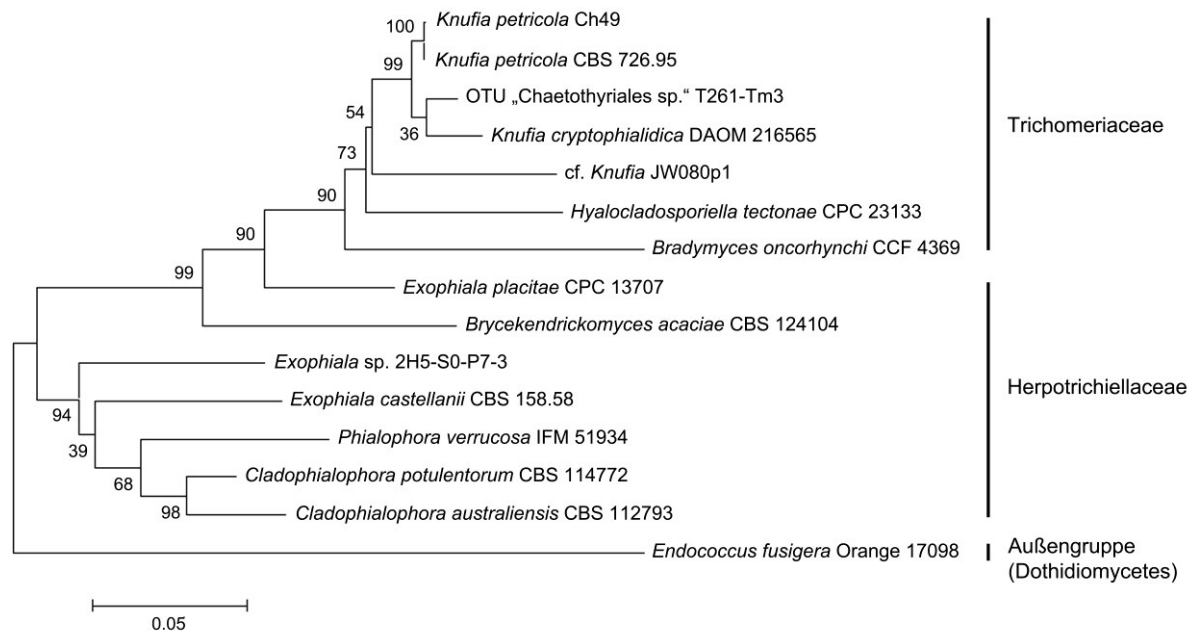 100
Knufia petricola Ch49
Knufia petricola CBS 726.95
99
OTU „Chaetothyriales sp.“ T261-Tm3
54
36
Knufia cryptophialidica DAOM 216565
Trichomeriaceae
73
cf. Knufia JW080p1
90
Hyalocladosporiella tectonae CPC 23133
90
Bradymyces oncorhynchi CCF 4369
99
Exophiala placitae CPC 13707
Brycekendrickomyces acaciae CBS 124104
Exophiala sp. 2H5-S0-P7-3
Herpotrichiellaceae
94
Exophiala castellanii CBS 158.58
39
Phialophora verrucosa IFM 51934
68
Cladophialophora potulentorum CBS 114772
98
Cladophialophora australiensis CBS 112793
Endococcus fusigera Orange 17098
Außengruppe
(Dothidiomycetes)
0.05